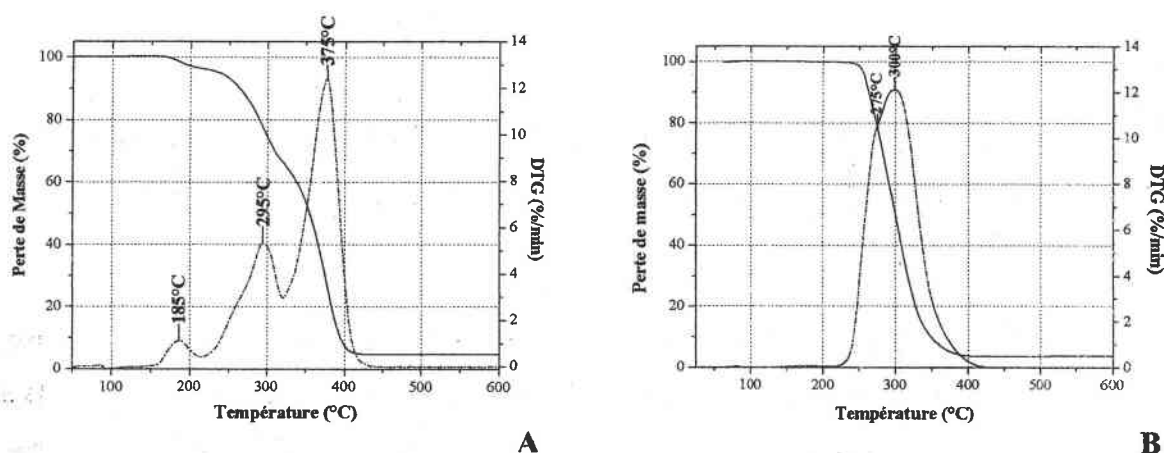 Perte de Masse (%)
100
80
60
40
20
0
185°C
295°C
375°C
14
12
10
8
6
4
2
0
DTG (%/min)
100 200 300 400 500 600
Température (°C)
A
Perte de masse (%)
100
80
60
40
20
0
275°C
300°C
14
12
10
8
6
4
2
0
DTG (%/min)
100 200 300 400 500 600
Température (°C)
B